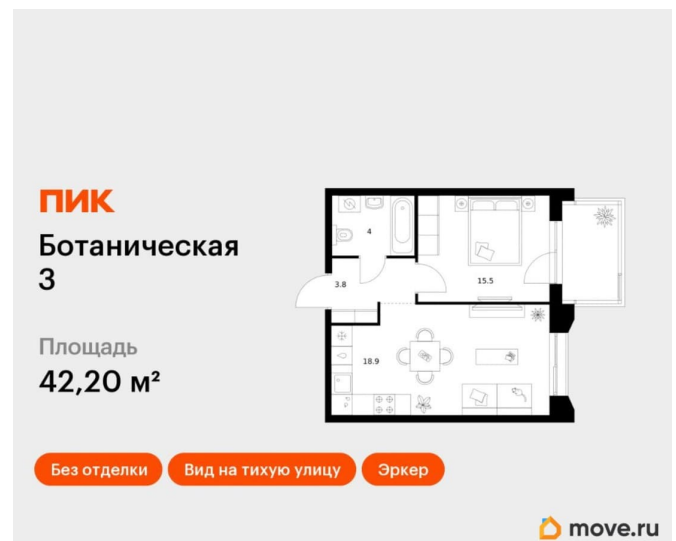 ПИК
Ботаническая
3
Площадь
42,20 м²
4
3.8
15.5
18.9
Без отделки
Вид на тихую улицу
Эркер
move.ru